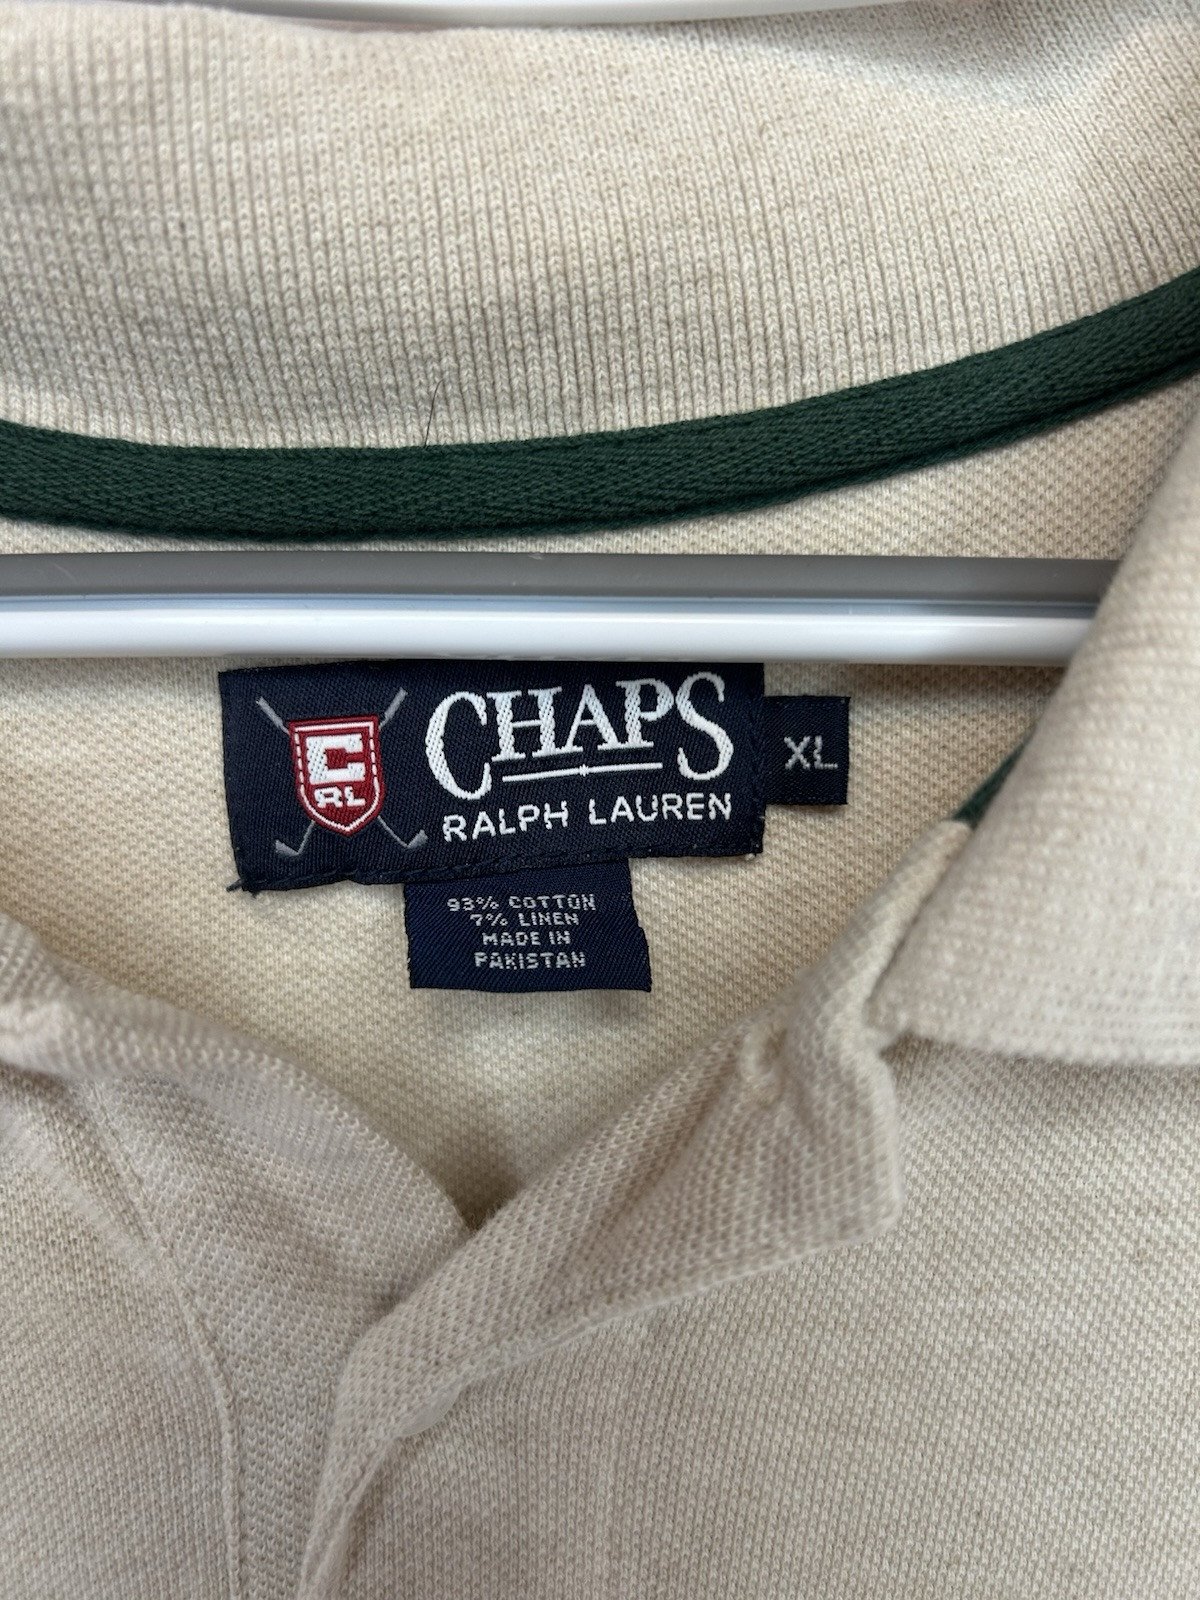 C
RL
CHAPS
RALPH LAUREN
XL
93% COTTON
7% LINEN
MADE IN
PAKISTAN